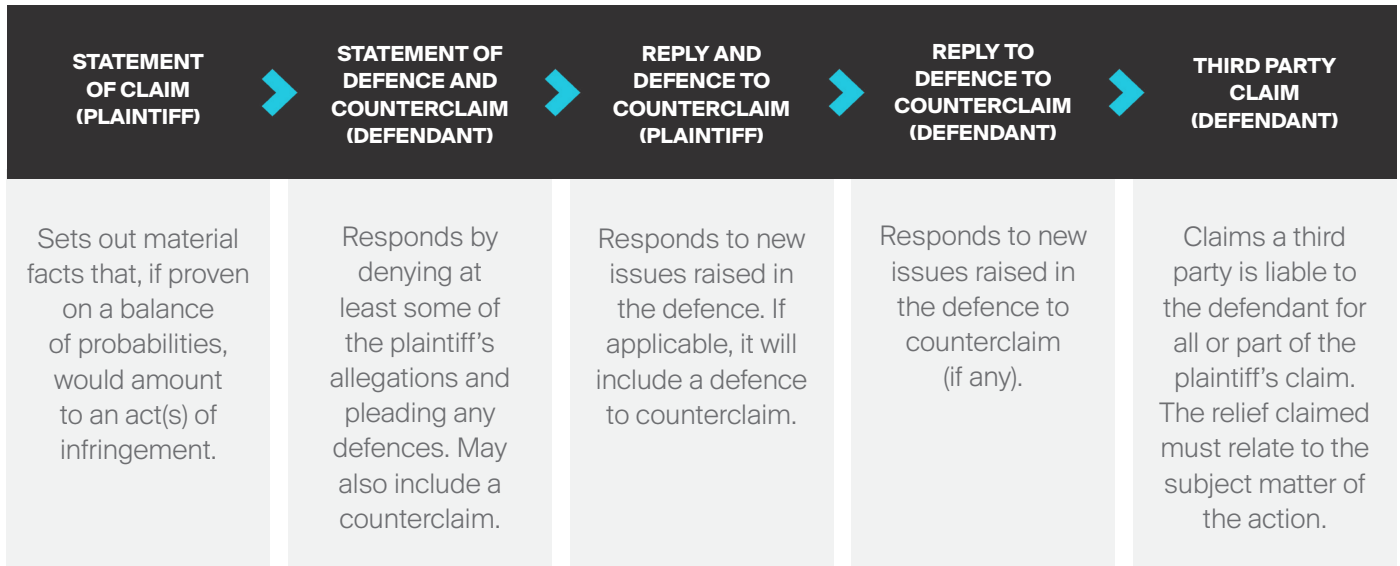 STATEMENT
OF CLAIM
(PLAINTIFF)
STATEMENT OF
DEFENCE AND
COUNTERCLAIM
(DEFENDANT)
REPLY AND
DEFENCE TO
COUNTERCLAIM
(PLAINTIFF)
REPLY TO
DEFENCE TO
COUNTERCLAIM
(DEFENDANT)
THIRD PARTY
CLAIM
(DEFENDANT)
Sets out material
facts that, if proven
on a balance
of probabilities,
would amount
to an act(s) of
infringement.
Responds by
denying at
least some of
the plaintiff’s
allegations and
pleading any
defences. May
also include a
counterclaim.
Responds to new
issues raised in
the defence. If
applicable, it will
include a defence
to counterclaim.
Responds to new
issues raised in
the defence to
counterclaim
(if any).
Claims a third
party is liable to
the defendant for
all or part of the
plaintiff’s claim.
The relief claimed
must relate to the
subject matter of
the action.